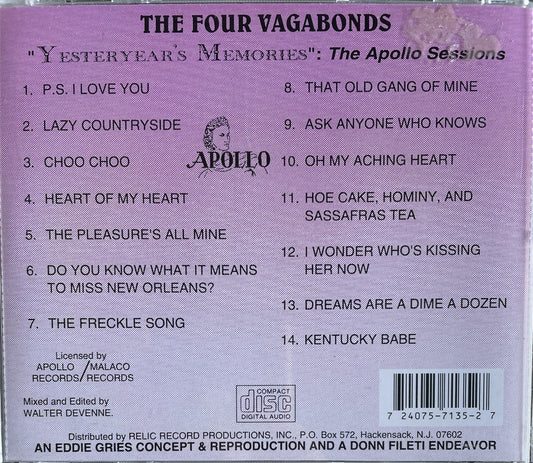 THE FOUR VAGABONDS
"YESTERYEAR'S MEMORIES": The Apollo Sessions
1. P.S. I LOVE YOU
2. LAZY COUNTRYSIDE
3. CHOO CHOO
4. HEART OF MY HEART
5. THE PLEASURE'S ALL MINE
6. DO YOU KNOW WHAT IT MEANS
TO MISS NEW ORLEANS?
7. THE FRECKLE SONG
APOLLO
8. THAT OLD GANG OF MINE
9. ASK ANYONE WHO KNOWS
10. OH MY ACHING HEART
11. HOE CAKE, HOMINY, AND
SASSAFRAS TEA
12. I WONDER WHO'S KISSING
HER NOW
13. DREAMS ARE A DIME A DOZEN
14. KENTUCKY BABE
Licensed by
APOLLO / MALACO
RECORDS/RECORDS
Mixed and Edited by
WALTER DEVENNE.
COMPACT
disc
DIGITAL AUDIO
7 24075-7135-2 7
Distributed by RELIC RECORD PRODUCTIONS, INC., P.O. Box 572, Hackensack, N.J. 07602
AN EDDIE GRIES CONCEPT & REPRODUCTION AND A DONN FILETI ENDEAVOR